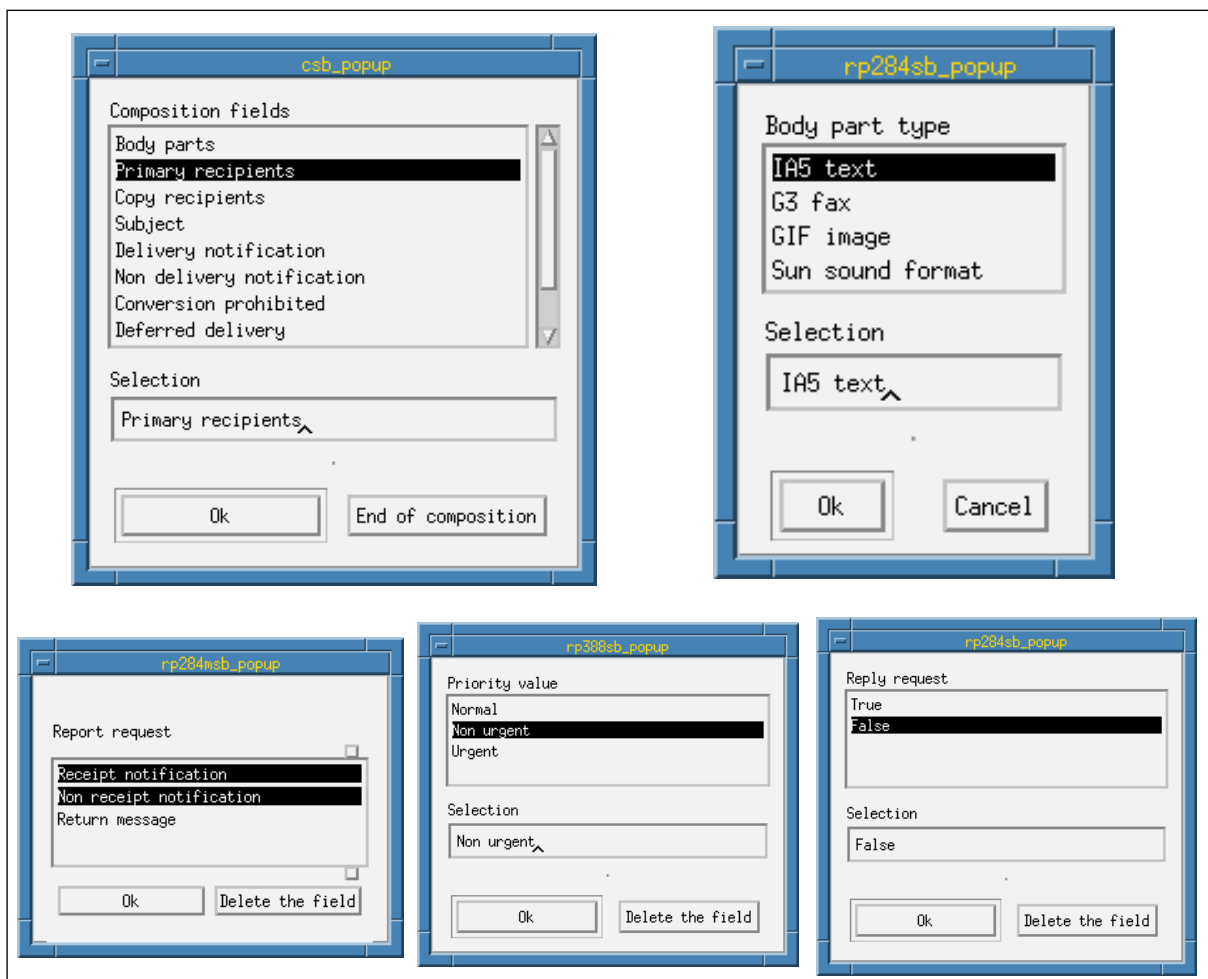 csb_popup
Composition fields
Body parts
Primary recipients
Copy recipients
Subject
Delivery notification
Non delivery notification
Conversion prohibited
Deferred delivery
Selection
Primary recipients
Ok
End of composition
rp284sb_popup
Body part type
IA5 text
G3 fax
GIF image
Sun sound format
Selection
IA5 text
Ok
Cancel
rp284msb_popup
Report request
Receipt notification
Non receipt notification
Return message
Ok
Delete the field
rp388sb_popup
Priority value
Normal
Non urgent
Urgent
Selection
Non urgent
Ok
Delete the field
rp284sb_popup
Reply request
True
False
Selection
False
Ok
Delete the field